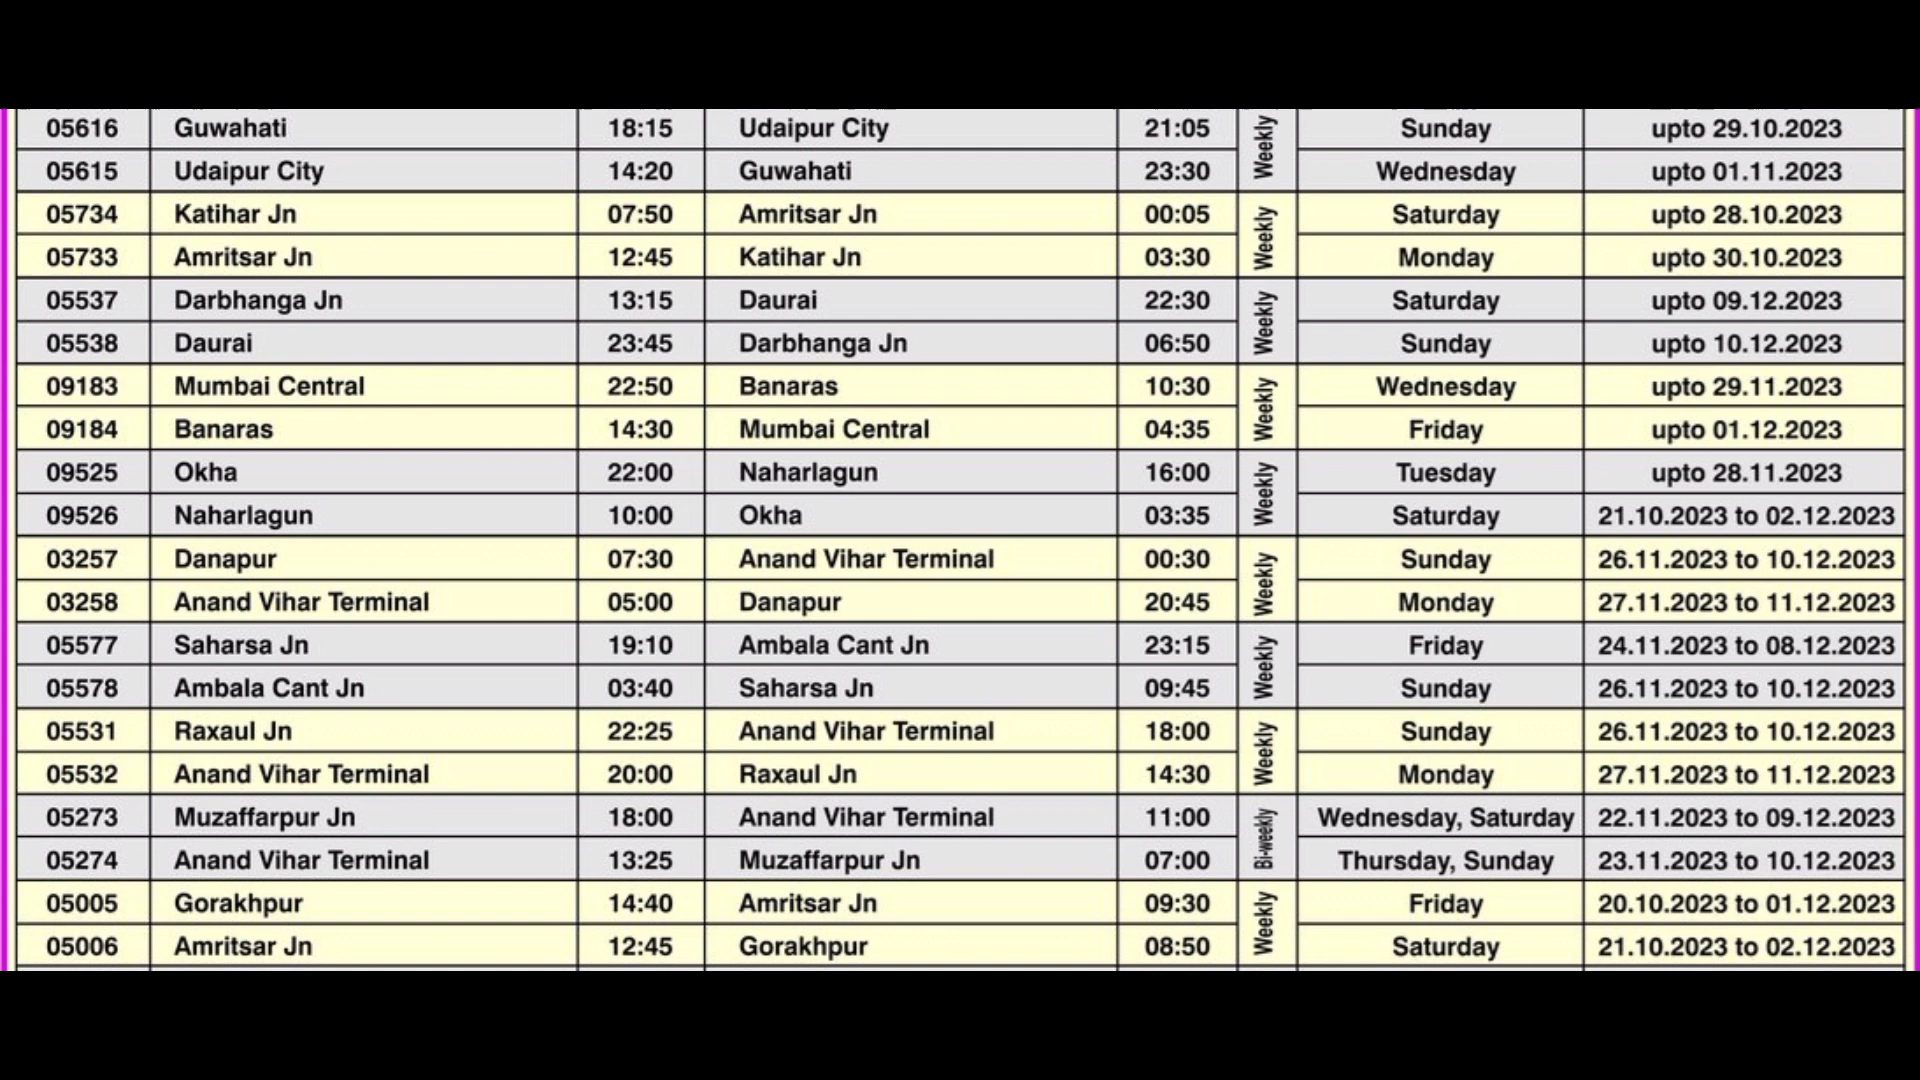 05616 Guwahati 18:15 Udaipur City 21:05 Weekly Sunday upto 29.10.2023
05615 Udaipur City 14:20 Guwahati 23:30 Wednesday upto 01.11.2023
05734 Katihar Jn 07:50 Amritsar Jn 00:05 Weekly Saturday upto 28.10.2023
05733 Amritsar Jn 12:45 Katihar Jn 03:30 Monday upto 30.10.2023
05537 Darbhanga Jn 13:15 Daurai 22:30 Weekly Saturday upto 09.12.2023
05538 Daurai 23:45 Darbhanga Jn 06:50 Sunday upto 10.12.2023
09183 Mumbai Central 22:50 Banaras 10:30 Weekly Wednesday upto 29.11.2023
09184 Banaras 14:30 Mumbai Central 04:35 Friday upto 01.12.2023
09525 Okha 22:00 Naharlagun 16:00 Weekly Tuesday upto 28.11.2023
09526 Naharlagun 10:00 Okha 03:35 Saturday 21.10.2023 to 02.12.2023
03257 Danapur 07:30 Anand Vihar Terminal 00:30 Weekly Sunday 26.11.2023 to 10.12.2023
03258 Anand Vihar Terminal 05:00 Danapur 20:45 Monday 27.11.2023 to 11.12.2023
05577 Saharsa Jn 19:10 Ambala Cant Jn 23:15 Weekly Friday 24.11.2023 to 08.12.2023
05578 Ambala Cant Jn 03:40 Saharsa Jn 09:45 Sunday 26.11.2023 to 10.12.2023
05531 Raxaul Jn 22:25 Anand Vihar Terminal 18:00 Weekly Sunday 26.11.2023 to 10.12.2023
05532 Anand Vihar Terminal 20:00 Raxaul Jn 14:30 Monday 27.11.2023 to 11.12.2023
05273 Muzaffarpur Jn 18:00 Anand Vihar Terminal 11:00 Bi-weekly Wednesday, Saturday 22.11.2023 to 09.12.2023
05274 Anand Vihar Terminal 13:25 Muzaffarpur Jn 07:00 Thursday, Sunday 23.11.2023 to 10.12.2023
05005 Gorakhpur 14:40 Amritsar Jn 09:30 Weekly Friday 20.10.2023 to 01.12.2023
05006 Amritsar Jn 12:45 Gorakhpur 08:50 Saturday 21.10.2023 to 02.12.2023